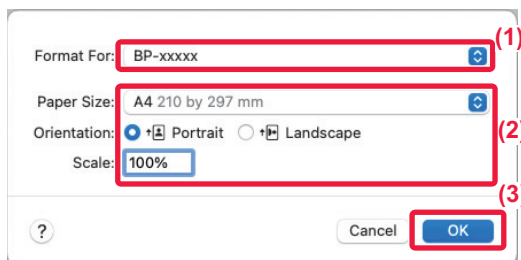 (1)
Format For: BP-xxxxx
Paper Size: A4 210 by 297 mm
Orientation: Portrait Landscape
(2)
Scale: 100%
(3)
? Cancel OK